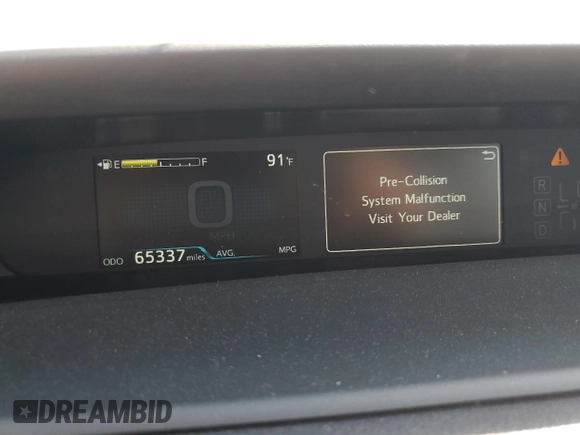 E F 91°F
0
MPH
ODO 65337 miles AVG. MPG
Pre-Collision
System Malfunction
Visit Your Dealer
R
N
D
DREAMBID